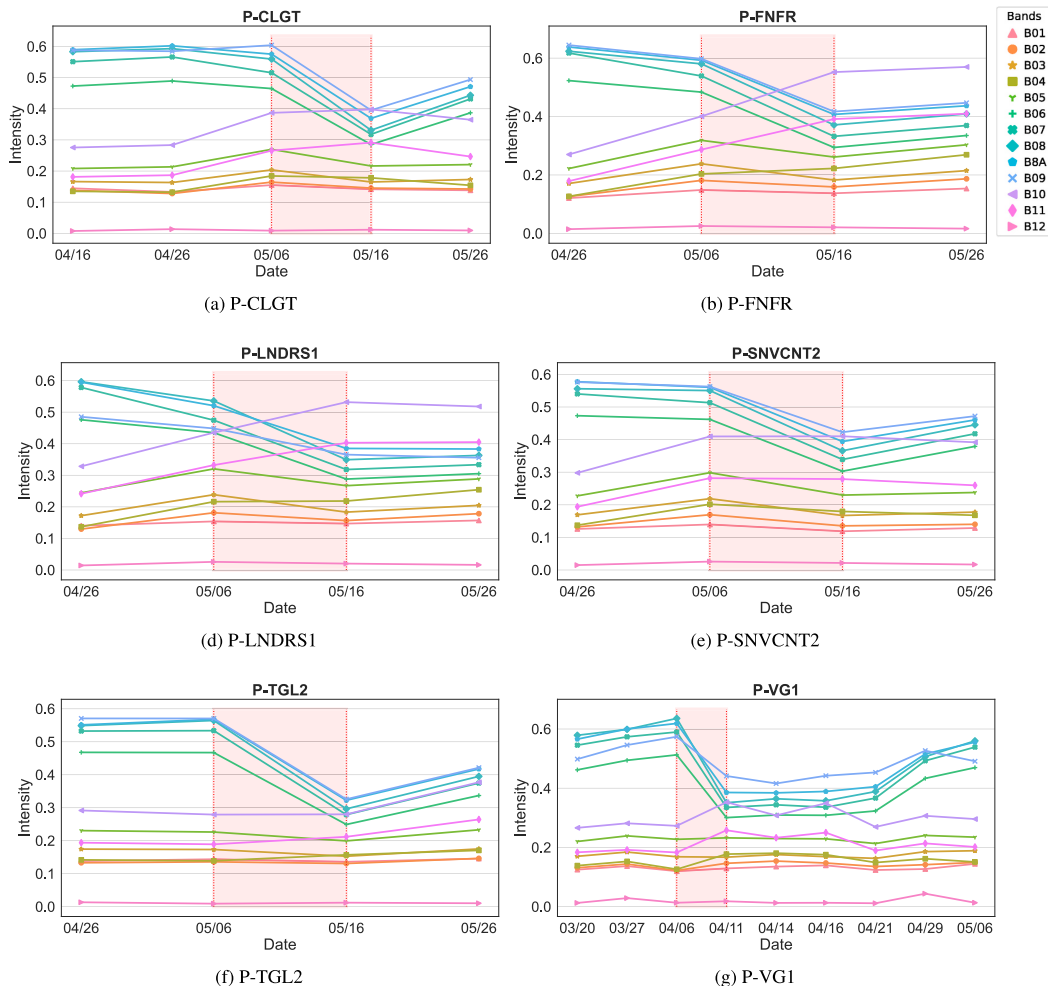 P-CLGT
0.6
0.5
0.4
0.3
0.2
0.1
0.0
Intensity
04/16 04/26 05/06 05/16 05/26
Date
(a) P-CLGT
P-FNFR
0.6
0.4
0.2
0.0
Intensity
04/26 05/06 05/16 05/26
Date
(b) P-FNFR
Bands
B01
B02
B03
B04
B05
B06
B07
B08
B8A
B09
B10
B11
B12
P-LNDRS1
0.6
0.5
0.4
0.3
0.2
0.1
0.0
Intensity
04/26 05/06 05/16 05/26
Date
(d) P-LNDRS1
P-SNVCNT2
0.6
0.5
0.4
0.3
0.2
0.1
0.0
Intensity
04/26 05/06 05/16 05/26
Date
(e) P-SNVCNT2
P-TGL2
0.6
0.5
0.4
0.3
0.2
0.1
0.0
Intensity
04/26 05/06 05/16 05/26
Date
(f) P-TGL2
P-VG1
0.6
0.4
0.2
0.0
Intensity
03/20 03/27 04/06 04/11 04/14 04/16 04/21 04/29 05/06
Date
(g) P-VG1